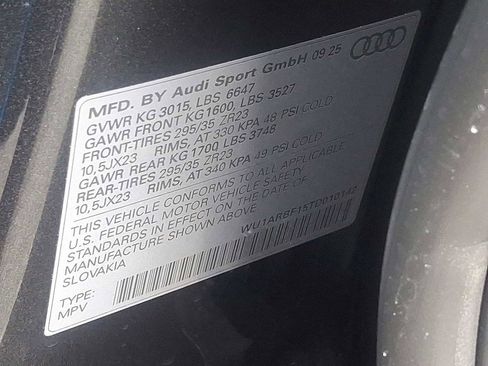 MFD. BY Audi Sport GmbH 09 25
GVWR KG 3015, LBS 6647
GAWR FRONT KG1600, LBS 3527
FRONT-TIRES 295/35 ZR23
10,5JX23 RIMS, AT 330 KPA 48 PSI COLD
GAWR REAR KG 1700 LBS 3748
REAR-TIRES 295/35 ZR23
10,5JX23 RIMS, AT 340 KPA 49 PSI COLD
THIS VEHICLE CONFORMS TO ALL APPLICABLE
U.S. FEDERAL MOTOR VEHICLE SAFETY
STANDARDS IN EFFECT ON THE DATE OF
MANUFACTURE SHOWN ABOVE
SLOVAKIA
WU1ARBF15TD010142
TYPE:
MPV